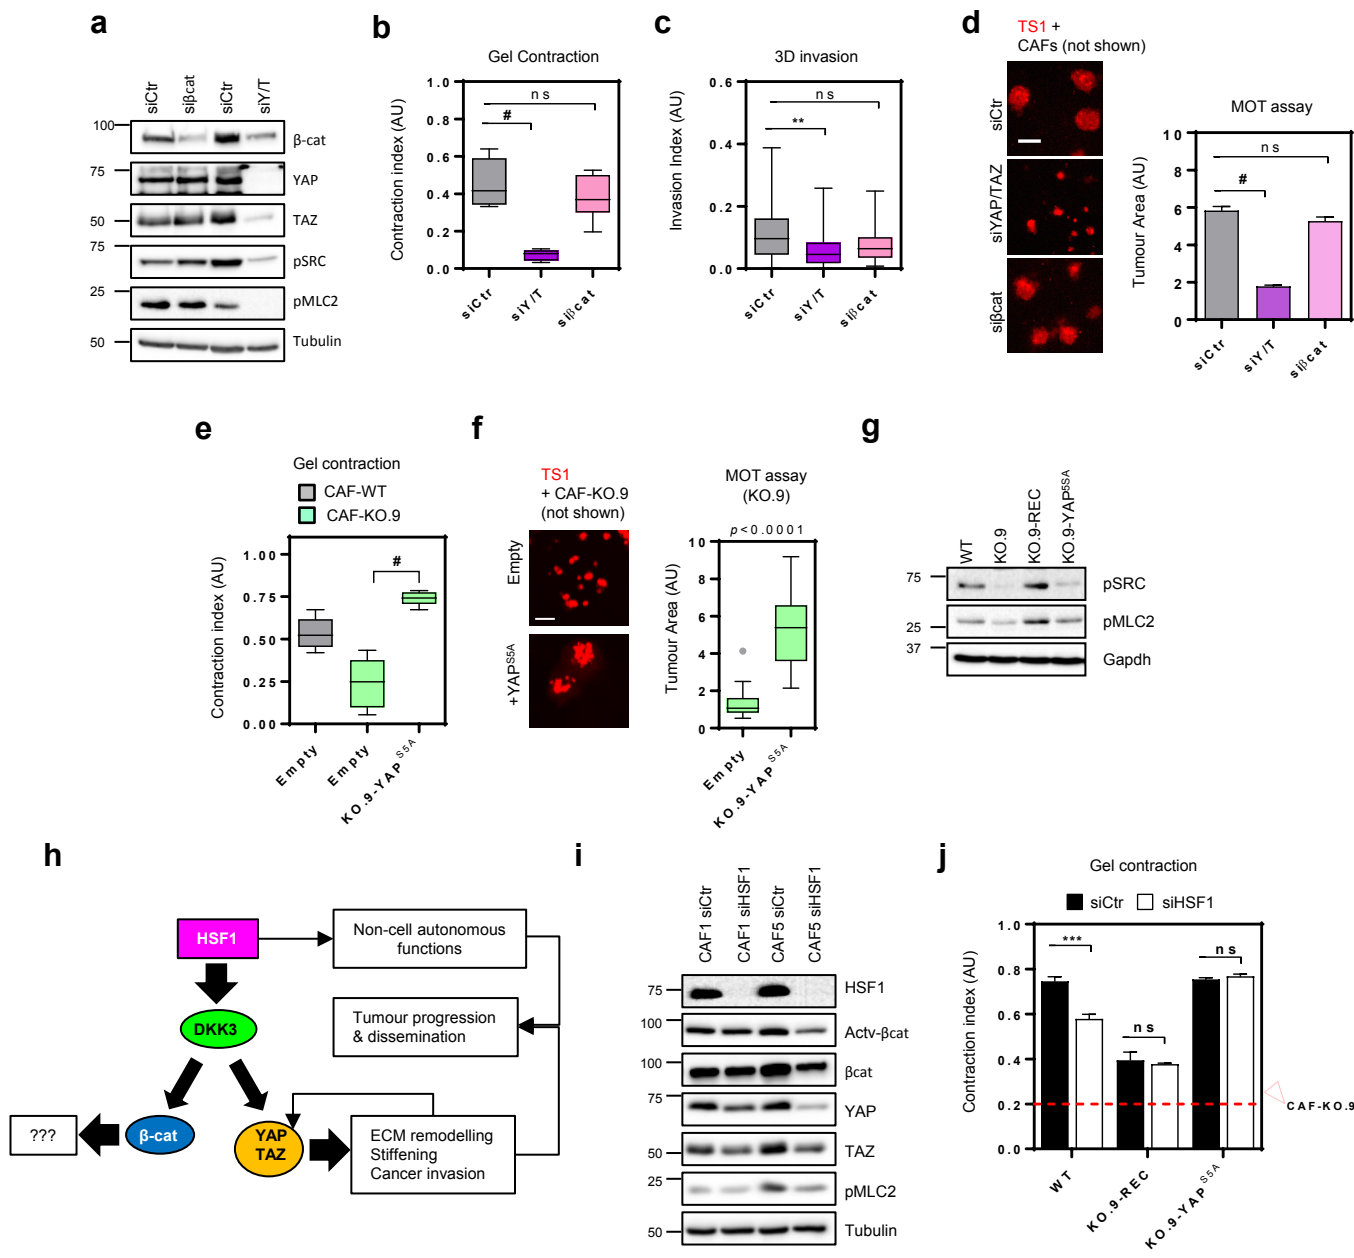 a
siCtr
siβcat
siCtr
siY/T
100
75
50
75
25
50
β-cat
YAP
TAZ
pSRC
pMLC2
Tubulin
b
Gel Contraction
Contraction index (AU)
1.0
0.8
0.6
0.4
0.2
0.0
ns
#
siCtr
siY/T
siβcat
c
3D invasion
Invasion Index (AU)
0.6
0.4
0.2
0.0
ns
**
siCtr
siY/T
siβcat
d
TS1 +
CAFs (not shown)
siCtr
siYAP/TAZ
siβcat
MOT assay
Tumour Area (AU)
10
8
6
4
2
0
ns
#
siCtr
siY/T
siβcat
e
Gel contraction
CAF-WT
CAF-KO.9
Contraction index (AU)
1.00
0.75
0.50
0.25
0.00
#
Empty
Empty
KO.9-YAP^S5A
f
TS1
+ CAF-KO.9
(not shown)
Empty
+YAP^S5A
MOT assay
(KO.9)
p<0.0001
Tumour Area (AU)
10
8
6
4
2
0
Empty
KO.9-YAP^S5A
g
WT
KO.9
KO.9-REC
KO.9-YAP^5SA
75
25
37
pSRC
pMLC2
Gapdh
h
HSF1
Non-cell autonomous
functions
DKK3
Tumour progression
& dissemination
???
β-cat
YAP
TAZ
ECM remodelling
Stiffening
Cancer invasion
i
CAF1 siCtr
CAF1 siHSF1
CAF5 siCtr
CAF5 siHSF1
75
100
100
75
50
25
50
HSF1
Actv-βcat
βcat
YAP
TAZ
pMLC2
Tubulin
j
Gel contraction
siCtr
siHSF1
Contraction index (AU)
1.0
0.8
0.6
0.4
0.2
0.0
***
ns
ns
CAF-KO.9
WT
KO.9-REC
KO.9-YAP^S5A